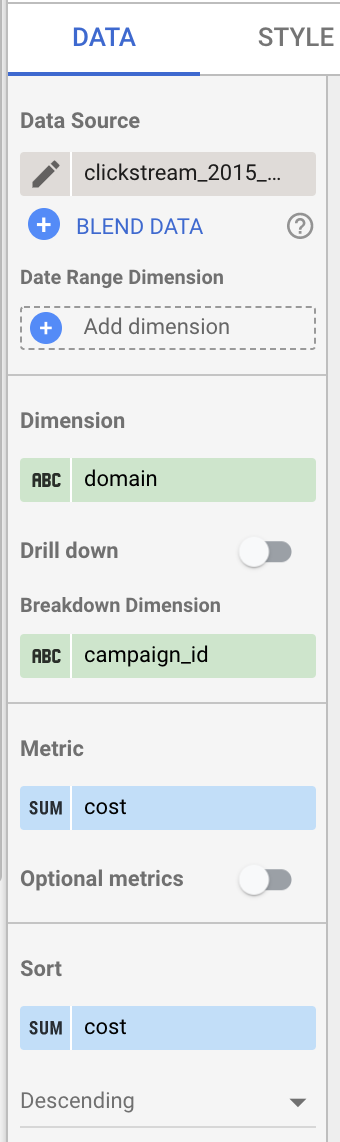 DATA STYLE
Data Source
clickstream_2015_...
+ BLEND DATA ?
Date Range Dimension
+ Add dimension
Dimension
ABC domain
Drill down
Breakdown Dimension
ABC campaign_id
Metric
SUM cost
Optional metrics
Sort
SUM cost
Descending